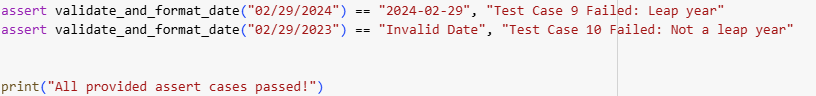 assert validate_and_format_date("02/29/2024") == "2024-02-29", "Test Case 9 Failed: Leap year"
assert validate_and_format_date("02/29/2023") == "Invalid Date", "Test Case 10 Failed: Not a leap year"
print("All provided assert cases passed!")